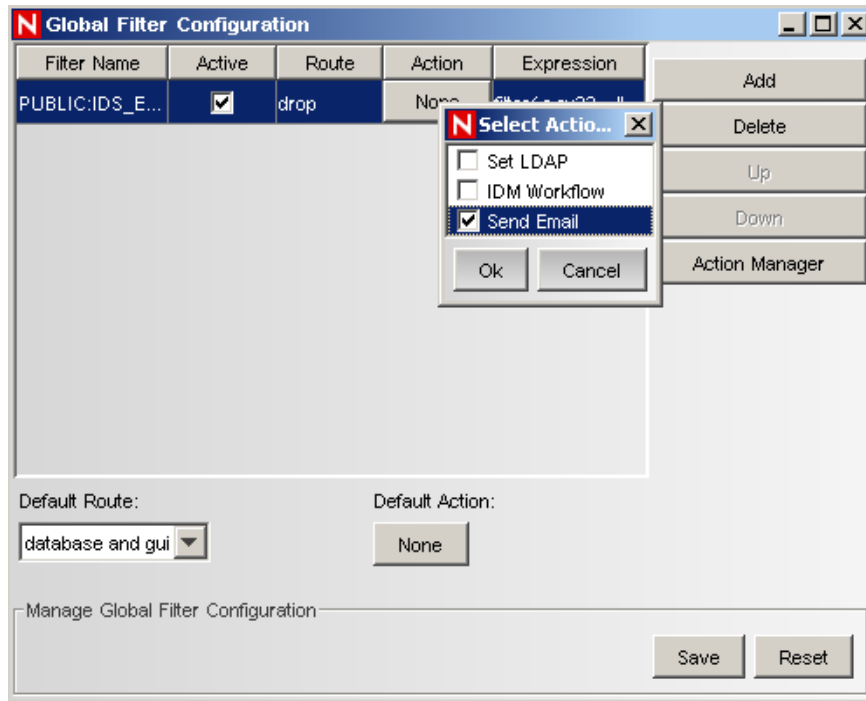 N Global Filter Configuration
Filter Name Active Route Action Expression
PUBLIC:IDS_E... drop None
Add
Delete
Up
Down
Action Manager
N Select Actio...
Set LDAP
IDM Workflow
Send Email
Ok Cancel
Default Route: Default Action:
database and gui None
Manage Global Filter Configuration
Save Reset